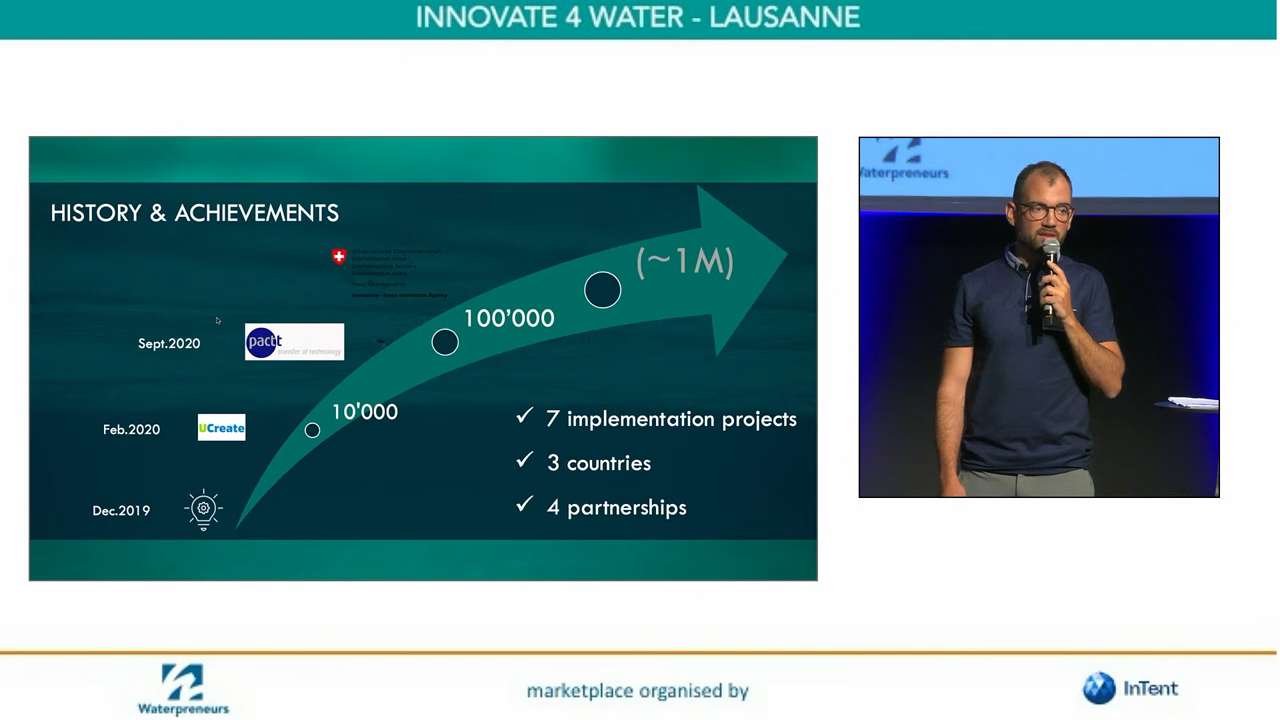 INNOVATE 4 WATER - LAUSANNE
HISTORY & ACHIEVEMENTS
(~1M)
100'000
Sept.2020
pactt
transfer of technology
10'000
Feb.2020
UCreate
Dec.2019
✓ 7 implementation projects
✓ 3 countries
✓ 4 partnerships
Waterpreneurs
Waterpreneurs
marketplace organised by
InTent